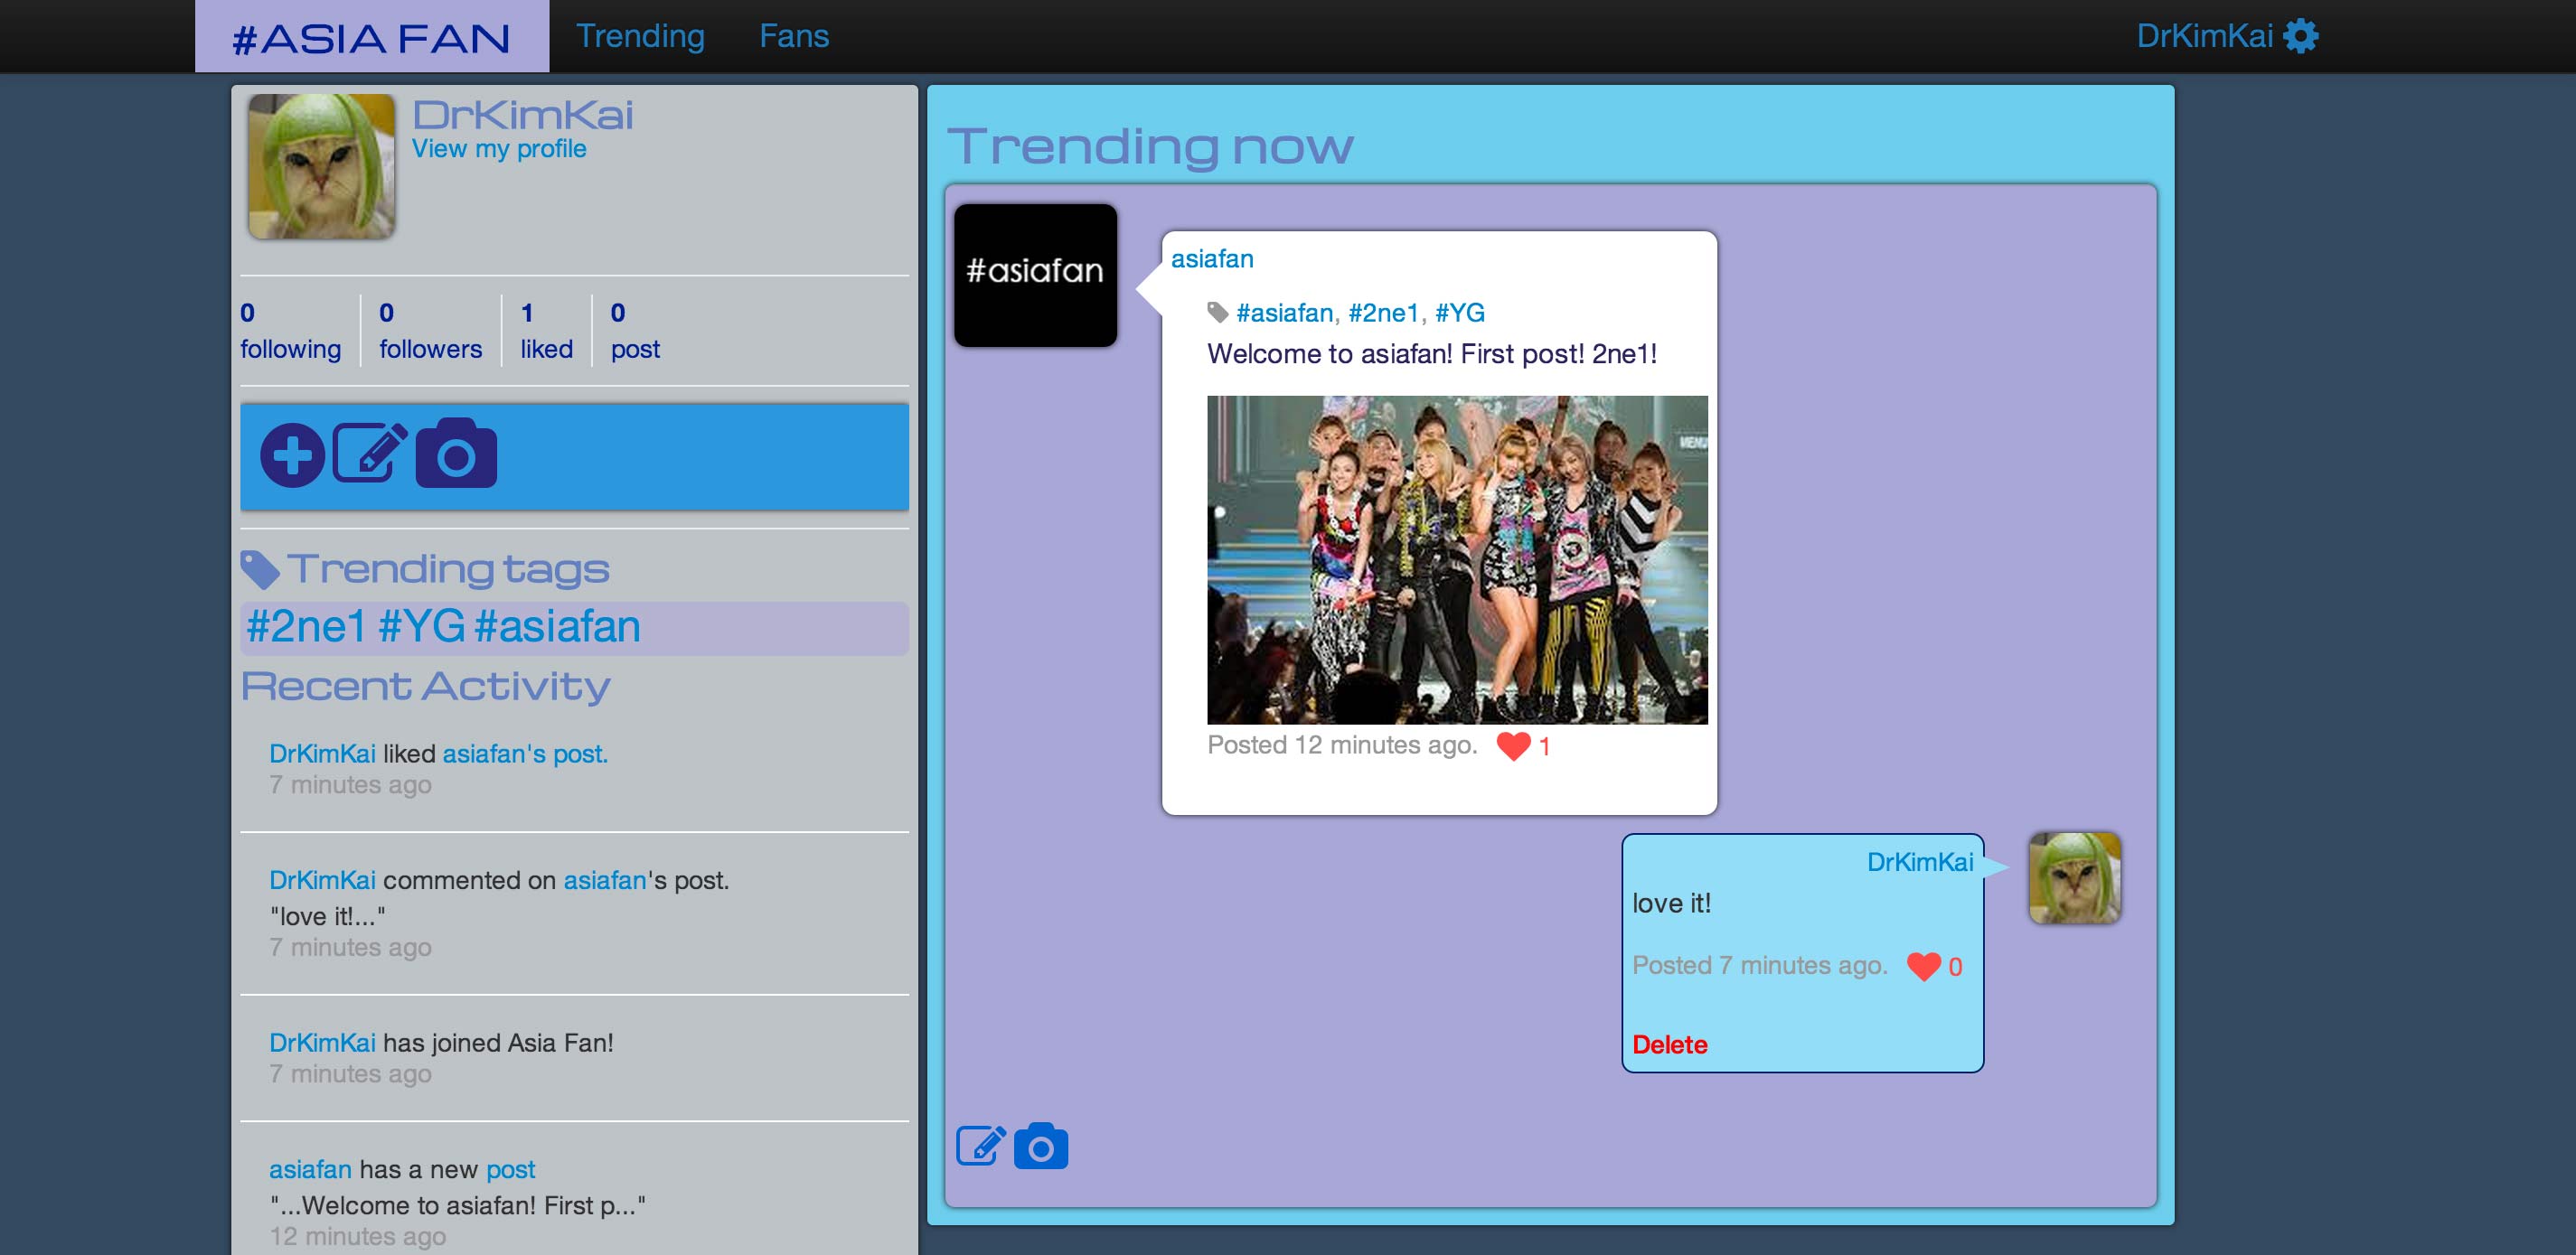 #ASIA FAN Trending Fans DrKimKai
DrKimKai
View my profile
0 0 1 0
following followers liked post
Trending tags
#2ne1 #YG #asiafan
Recent Activity
DrKimKai liked asiafan's post.
7 minutes ago
DrKimKai commented on asiafan's post.
"love it!..."
7 minutes ago
DrKimKai has joined Asia Fan!
7 minutes ago
asiafan has a new post
"...Welcome to asiafan! First p..."
12 minutes ago
Trending now
#asiafan
asiafan
#asiafan, #2ne1, #YG
Welcome to asiafan! First post! 2ne1!
MENU
Posted 12 minutes ago. 1
DrKimKai
love it!
Posted 7 minutes ago. 0
Delete